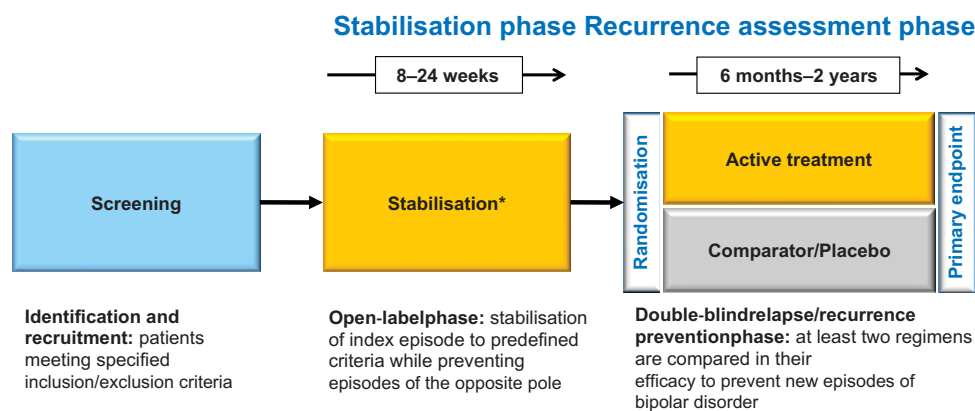 Stabilisation phase Recurrence assessment phase
8–24 weeks
6 months–2 years
Screening
Stabilisation*
Randomisation
Active treatment
Comparator/Placebo
Primary endpoint
Identification and
recruitment: patients
meeting specified
inclusion/exclusion criteria
Open-labelphase: stabilisation
of index episode to predefined
criteria while preventing
episodes of the opposite pole
Double-blindrelapse/recurrence
preventionphase: at least two regimens
are compared in their
efficacy to prevent new episodes of
bipolar disorder